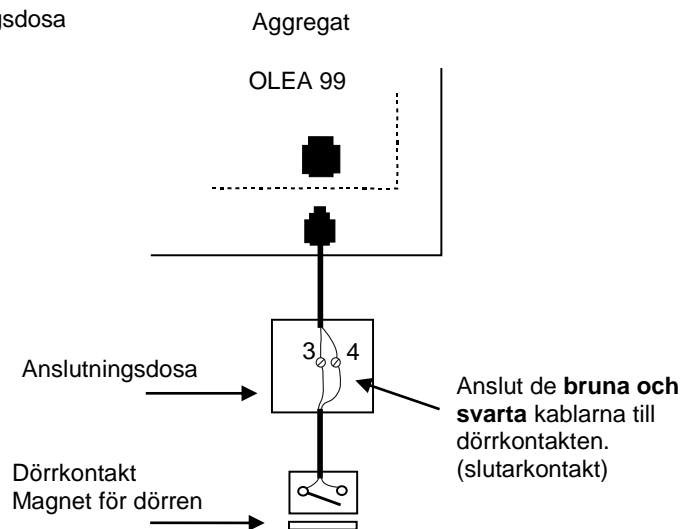 Aggregat
OLEA 99
3 4
Anslutningsdosa
Anslut de bruna och
svarta kablarna till
dörrkontakten.
(slutarkontakt)
Dörrkontakt
Magnet för dörren